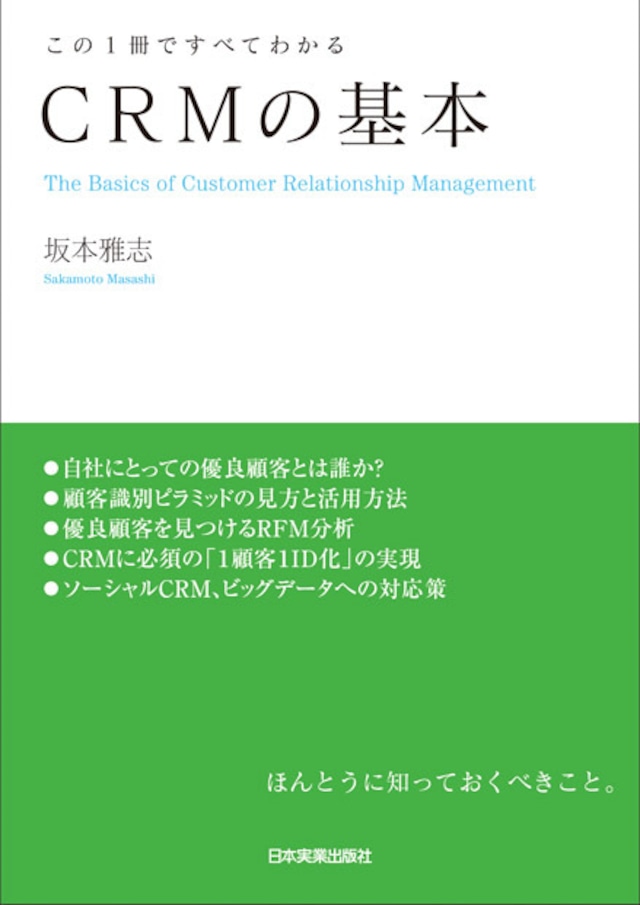 この1冊ですべてわかる
CRMの基本
The Basics of Customer Relationship Management
坂本雅志
Sakamoto Masashi
●自社にとっての優良顧客とは誰か?
●顧客識別ピラミッドの見方と活用方法
●優良顧客を見つけるRFM分析
●CRMに必須の「1顧客1ID化」の実現
●ソーシャルCRM、ビッグデータへの対応策
ほんとうに知っておくべきこと。
日本実業出版社